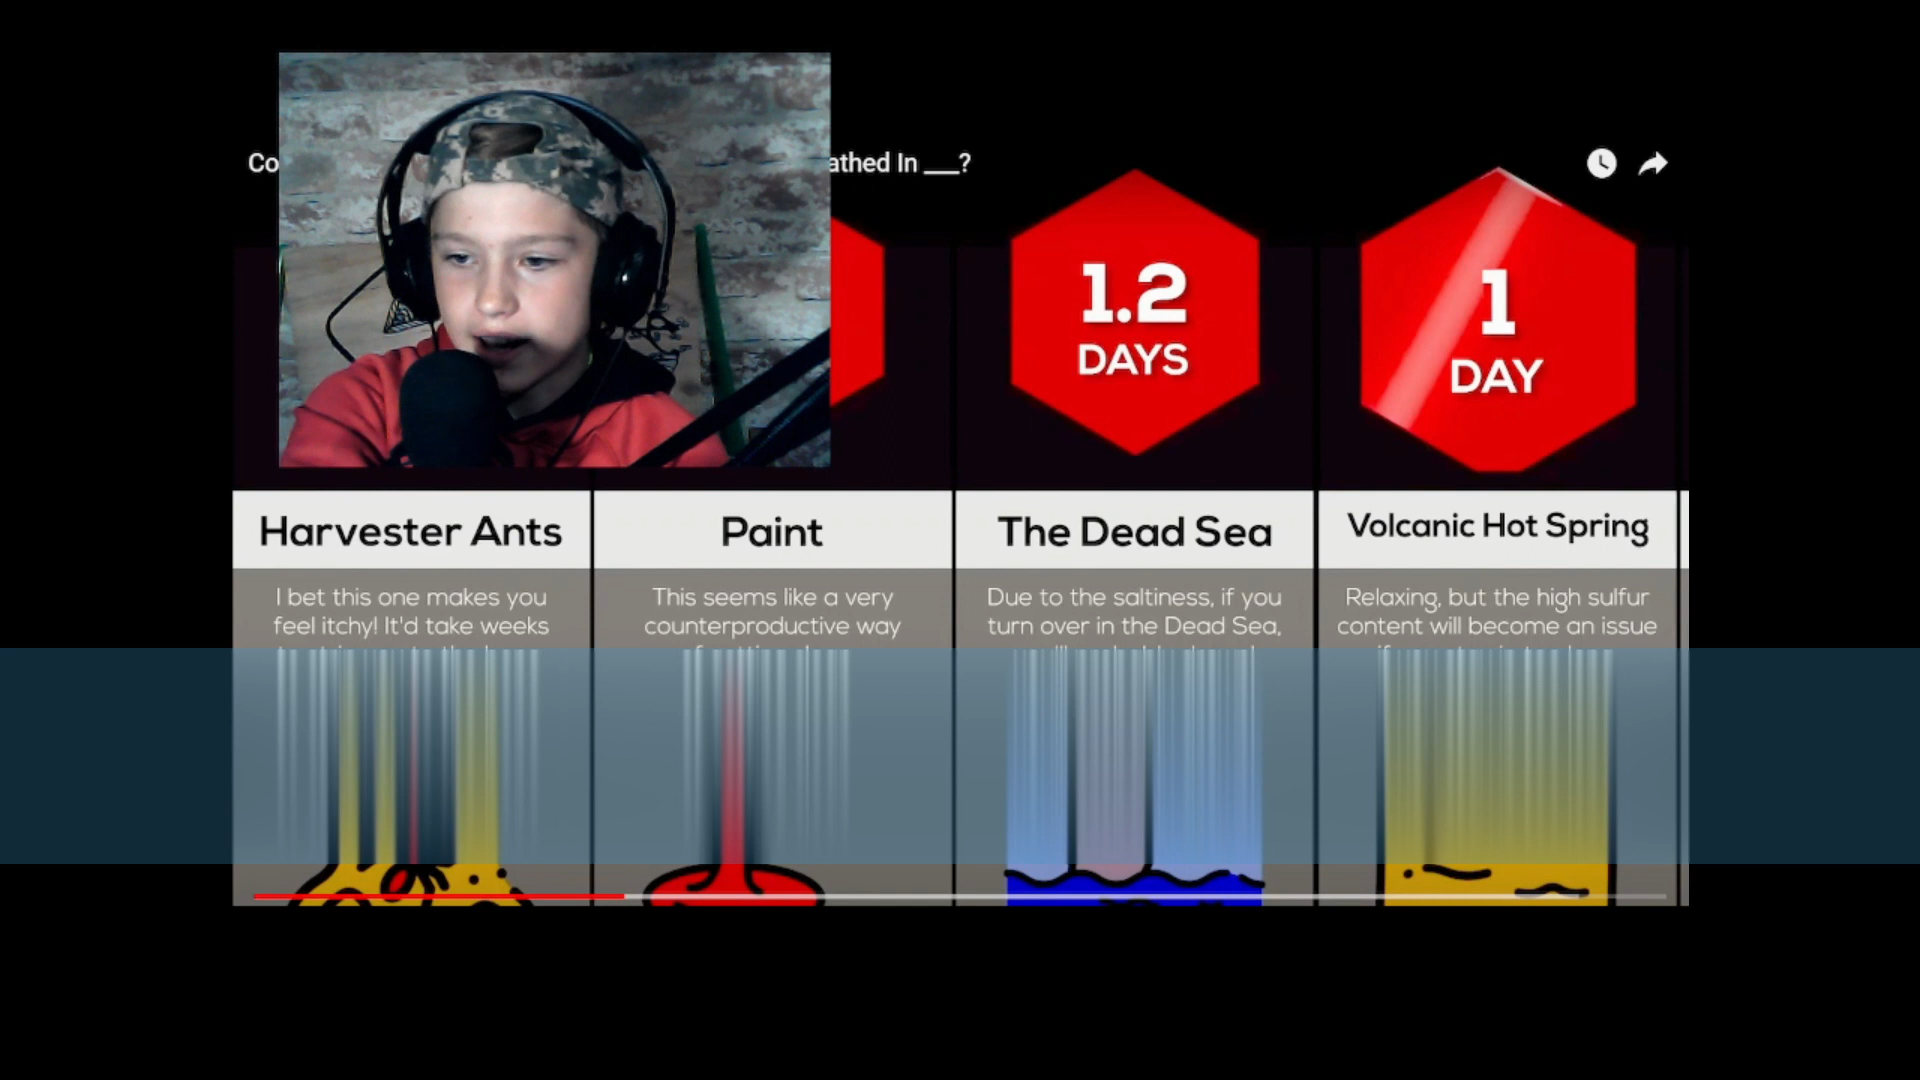 Co
athed In ___?
1.2
DAYS
1
DAY
Harvester Ants
Paint
The Dead Sea
Volcanic Hot Spring
I bet this one makes you
feel itchy! It'd take weeks
This seems like a very
counterproductive way
Due to the saltiness, if you
turn over in the Dead Sea,
Relaxing, but the high sulfur
content will become an issue